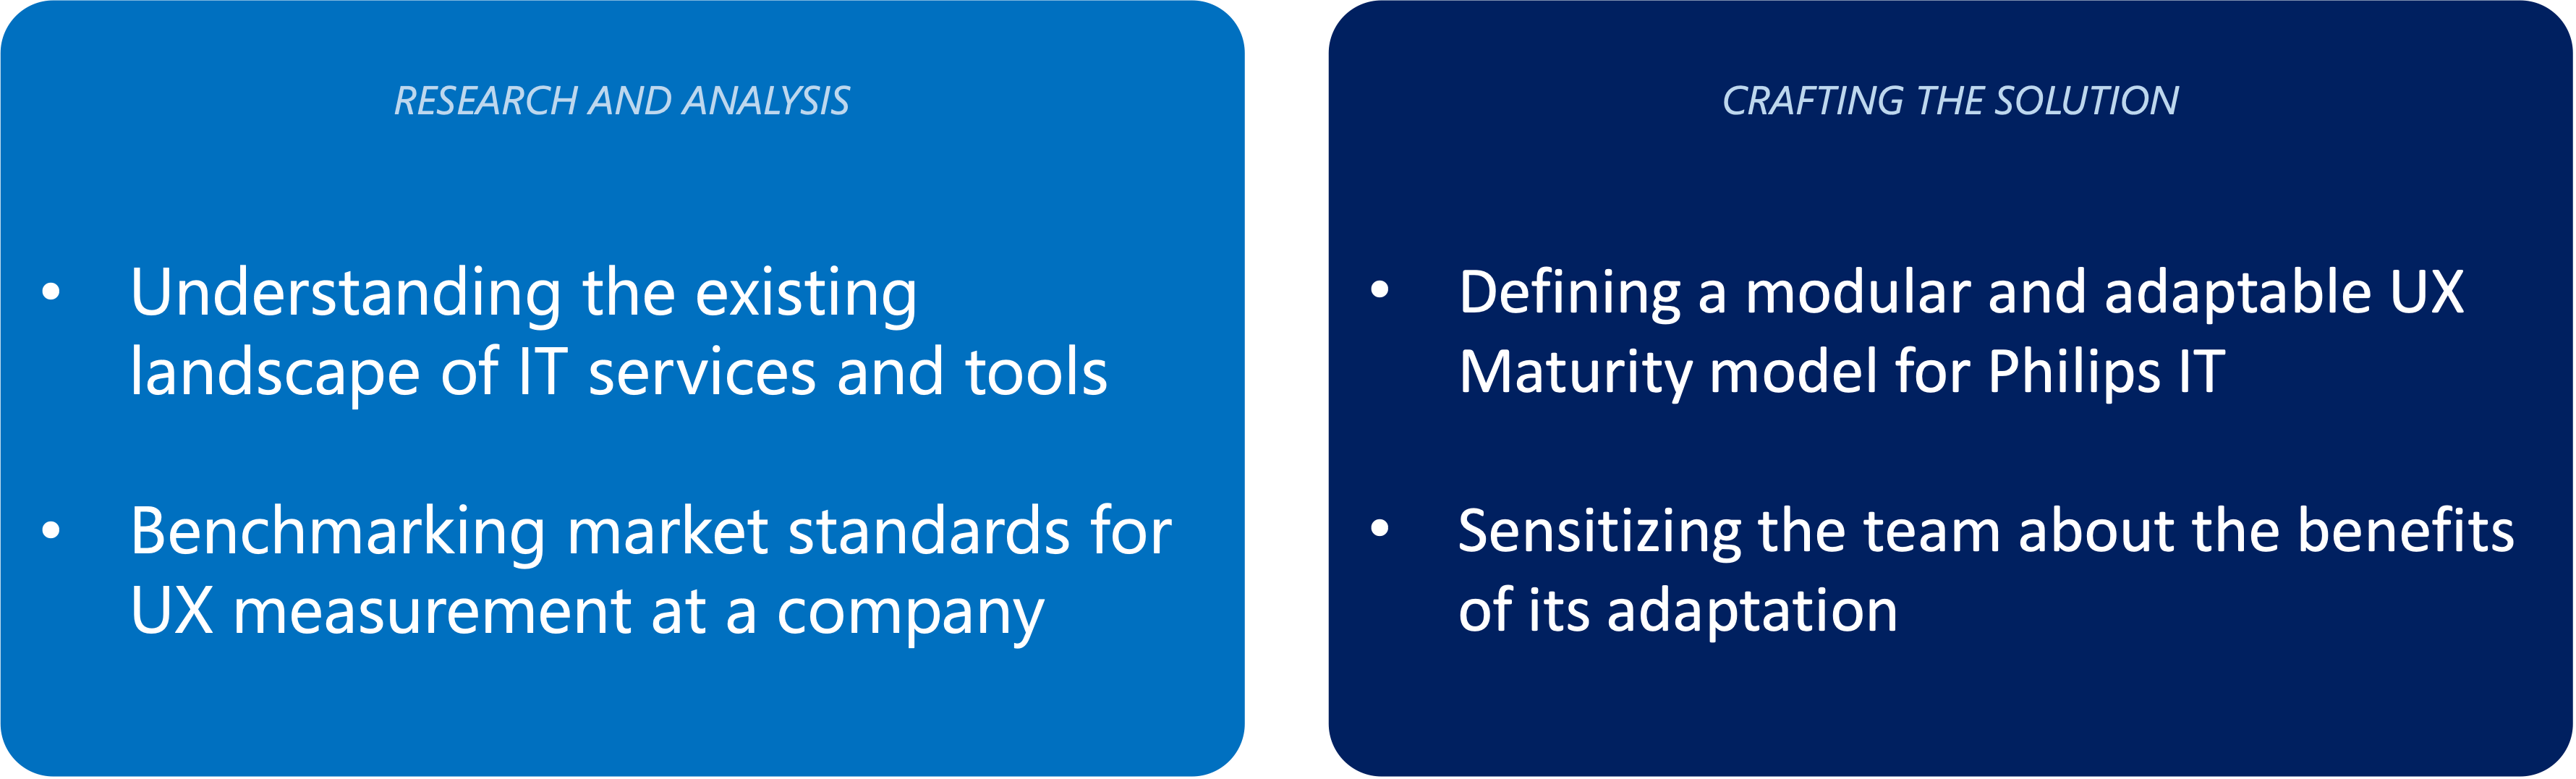 RESEARCH AND ANALYSIS
• Understanding the existing
landscape of IT services and tools
• Benchmarking market standards for
UX measurement at a company
CRAFTING THE SOLUTION
• Defining a modular and adaptable UX
Maturity model for Philips IT
• Sensitizing the team about the benefits
of its adaptation